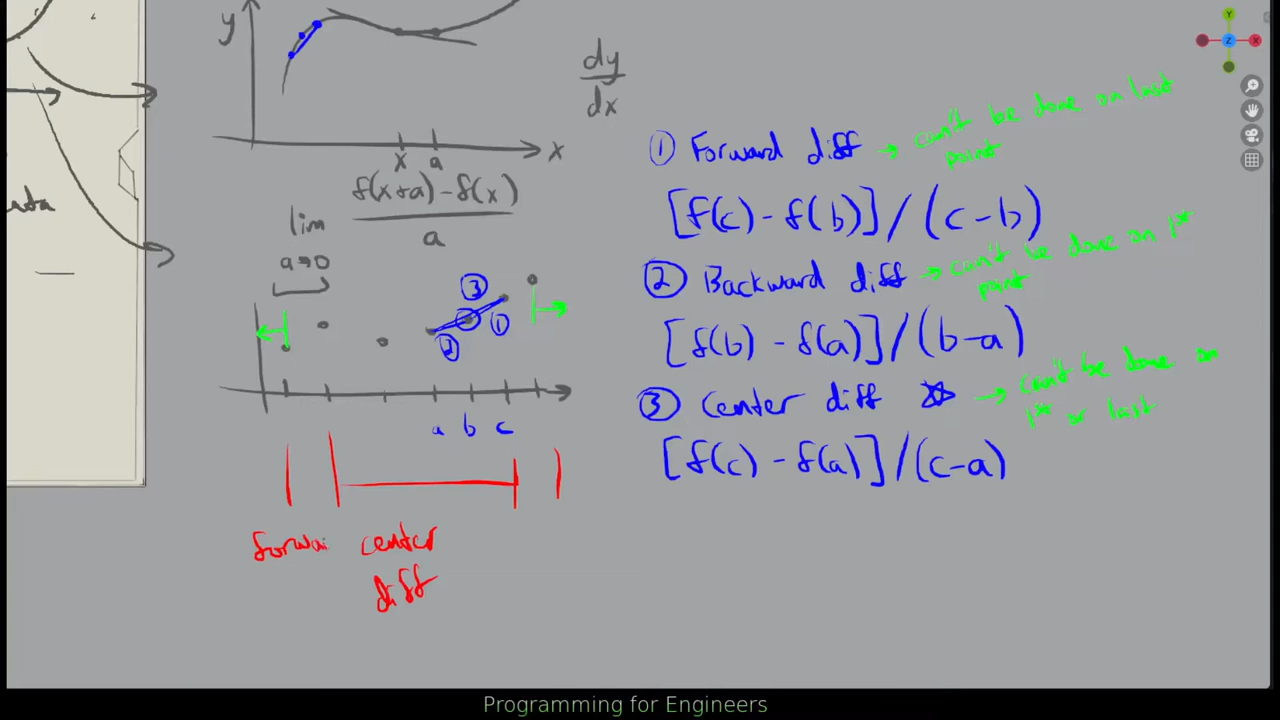 y
dy
dx
x
a
x
f(x+a) - f(x)
a
lim
a→0
① Forward diff → can't be done on last
point
[f(c) - f(b)] / (c-b)
② Backward diff → can't be done on 1st
point
[f(b) - f(a)] / (b-a)
③ Center diff ☆ → can't be done on
1st or last
[f(c) - f(a)] / (c-a)
③
①
②
a b c
forwa center
diff
Programming for Engineers
Y
Z
X